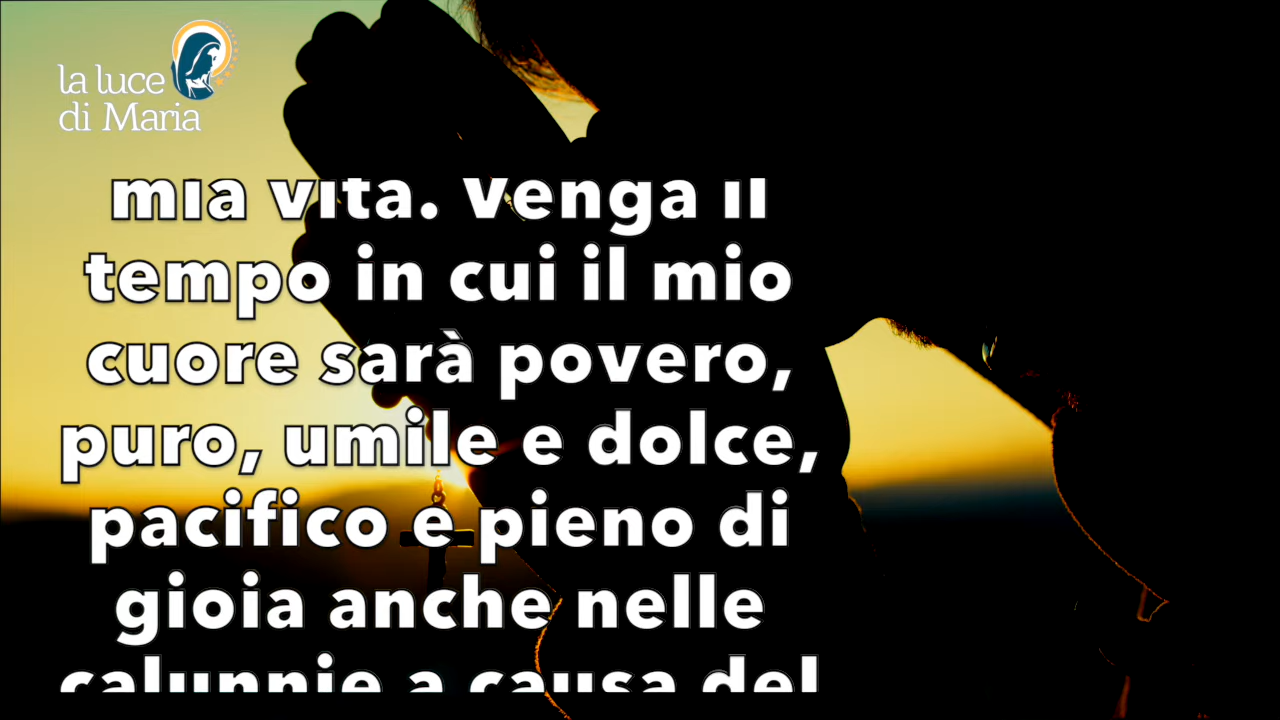 la luce
di Maria
mia vita. Venga il
tempo in cui il mio
cuore sarà povero,
puro, umile e dolce,
pacifico e pieno di
gioia anche nelle
calunnie a causa del